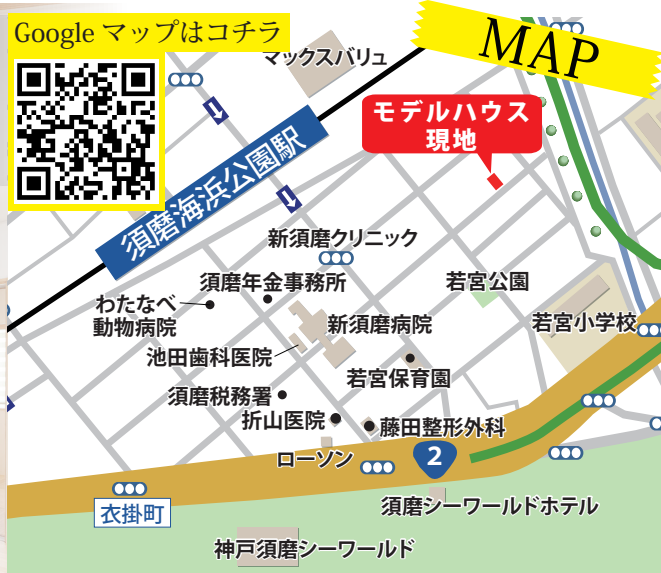 Google マップはコチラ
MAP
マックスバリュ
モデルハウス
現地
須磨海浜公園駅
新須磨クリニック
須磨年金事務所
若宮公園
わたなべ
動物病院
新須磨病院
若宮小学校
池田歯科医院
若宮保育園
須磨税務署
折山医院
藤田整形外科
ローソン
2
衣掛町
須磨シーワールドホテル
神戸須磨シーワールド